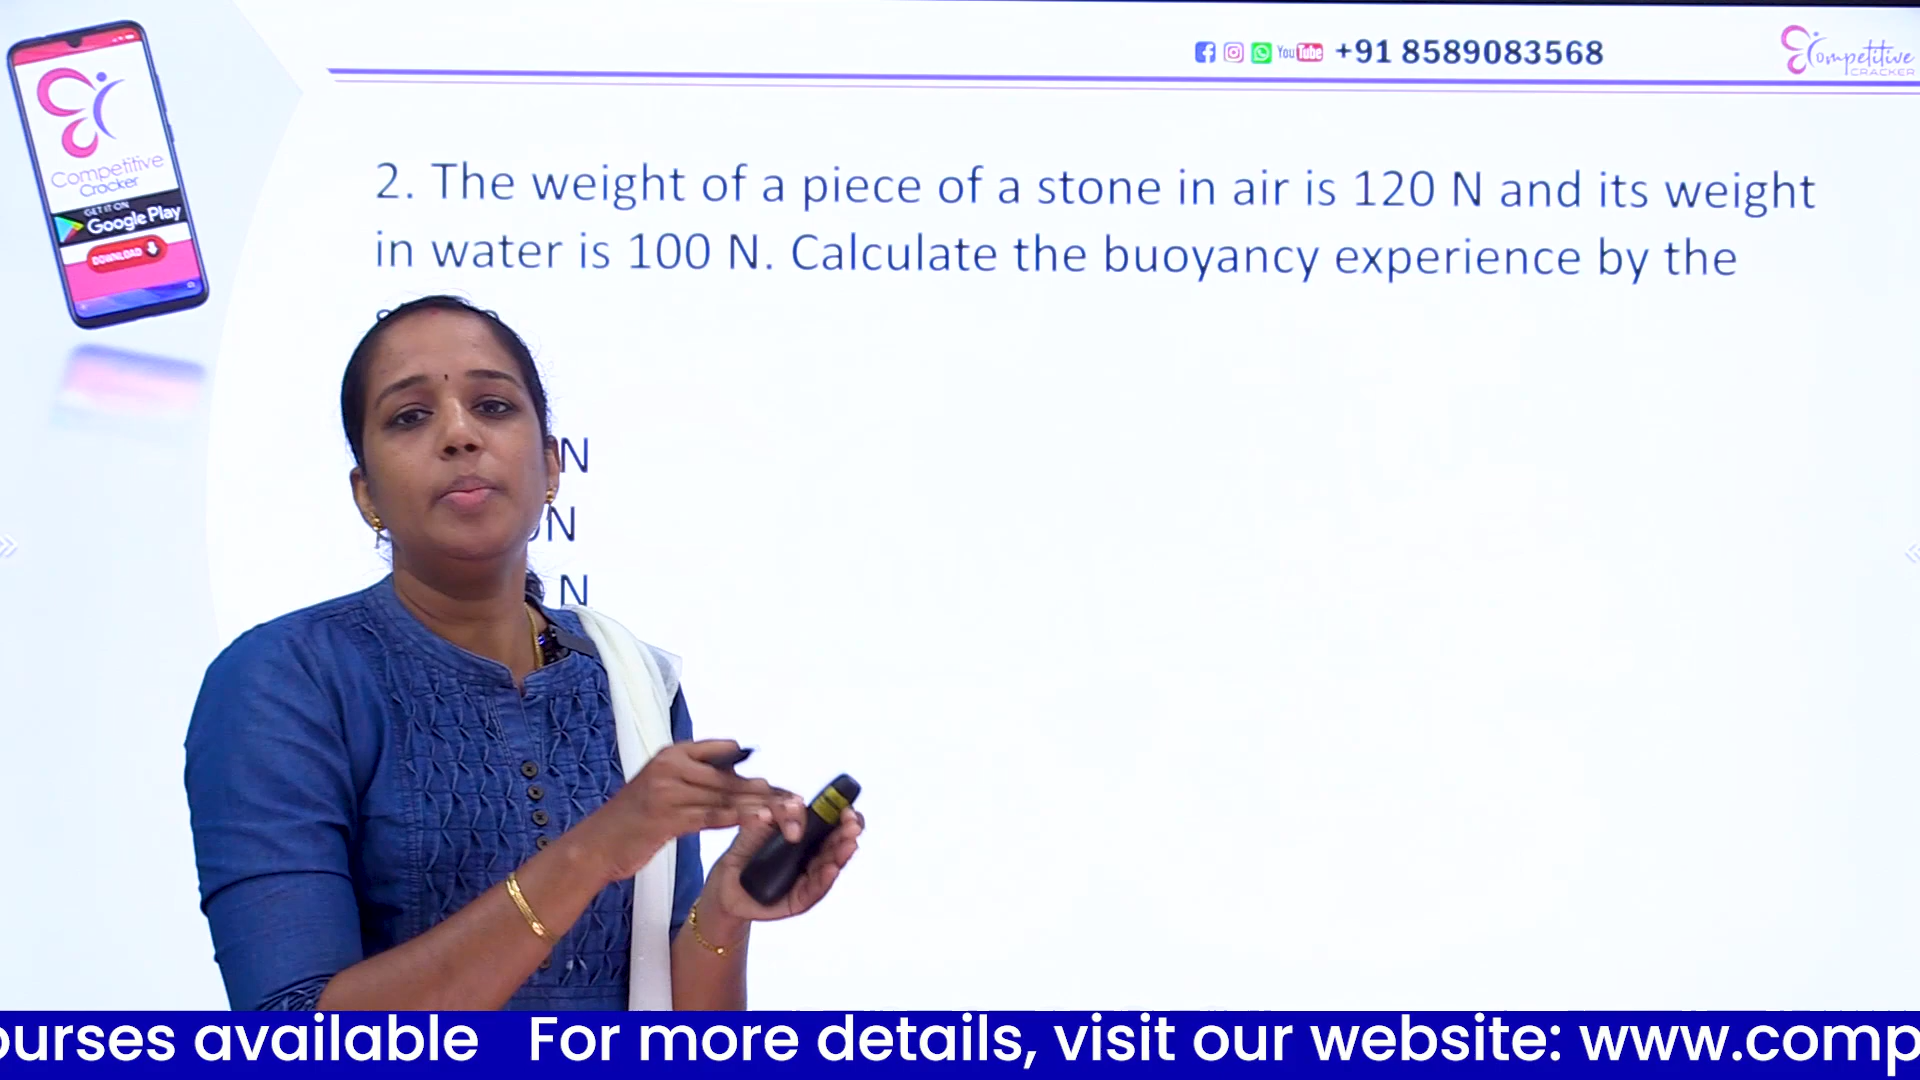 You Tube +91 8589083568
Competitive
CRACKER
Competitive
Cracker
GET IT ON
Google Play
DOWNLOAD
2. The weight of a piece of a stone in air is 120 N and its weight
in water is 100 N. Calculate the buoyancy experience by the
N
N
N
ourses available For more details, visit our website: www.comp